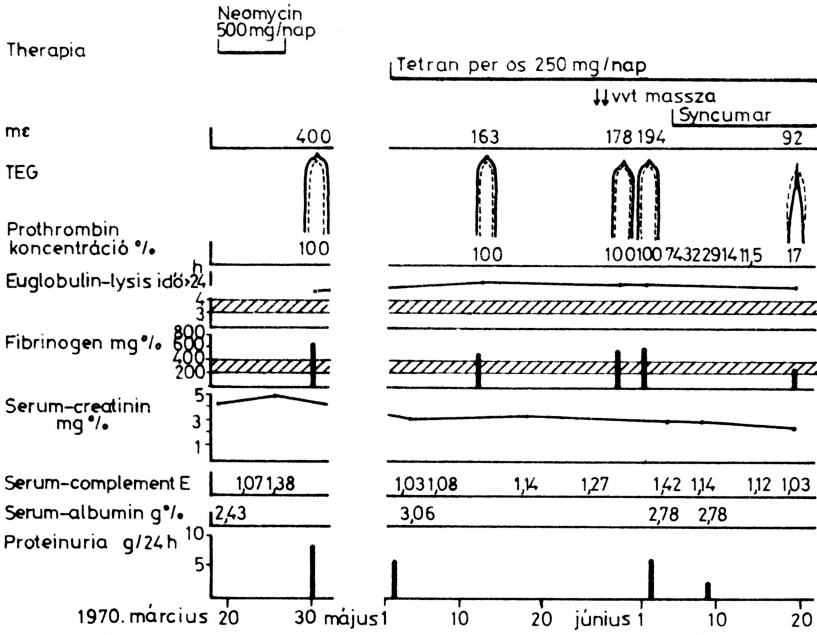 Neomycin
500mg/nap
Therapia
Tetran per os 250 mg/nap
↓↓vvt massza
Syncumar
mε 400 163 178 194 92
TEG
Prothrombin
koncentráció % 100 100 100 100 74 32 29 14 11,5 17
h
Euglobulin-lysis idő >24
4
3
Fibrinogen mg% 800
600
400
200
Serum-creatinin 5
mg% 3
1
Serum-complement E 1,07 1,38 1,03 1,08 1,14 1,27 1,42 1,14 1,12 1,03
Serum-albumin g% 2,43 3,06 2,78 2,78
Proteinuria g/24 h 10
5
1970. március 20 30 május 1 10 20 június 1 10 20